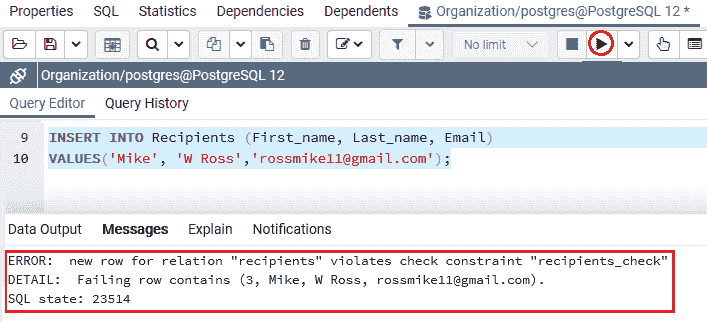 Properties SQL Statistics Dependencies Dependents Organization/postgres@PostgreSQL 12 *
No limit
Organization/postgres@PostgreSQL 12
Query Editor Query History
9 INSERT INTO Recipients (First_name, Last_name, Email)
10 VALUES('Mike', 'W Ross','rossmike11@gmail.com');
Data Output Messages Explain Notifications
ERROR: new row for relation "recipients" violates check constraint "recipients_check"
DETAIL: Failing row contains (3, Mike, W Ross, rossmike11@gmail.com).
SQL state: 23514